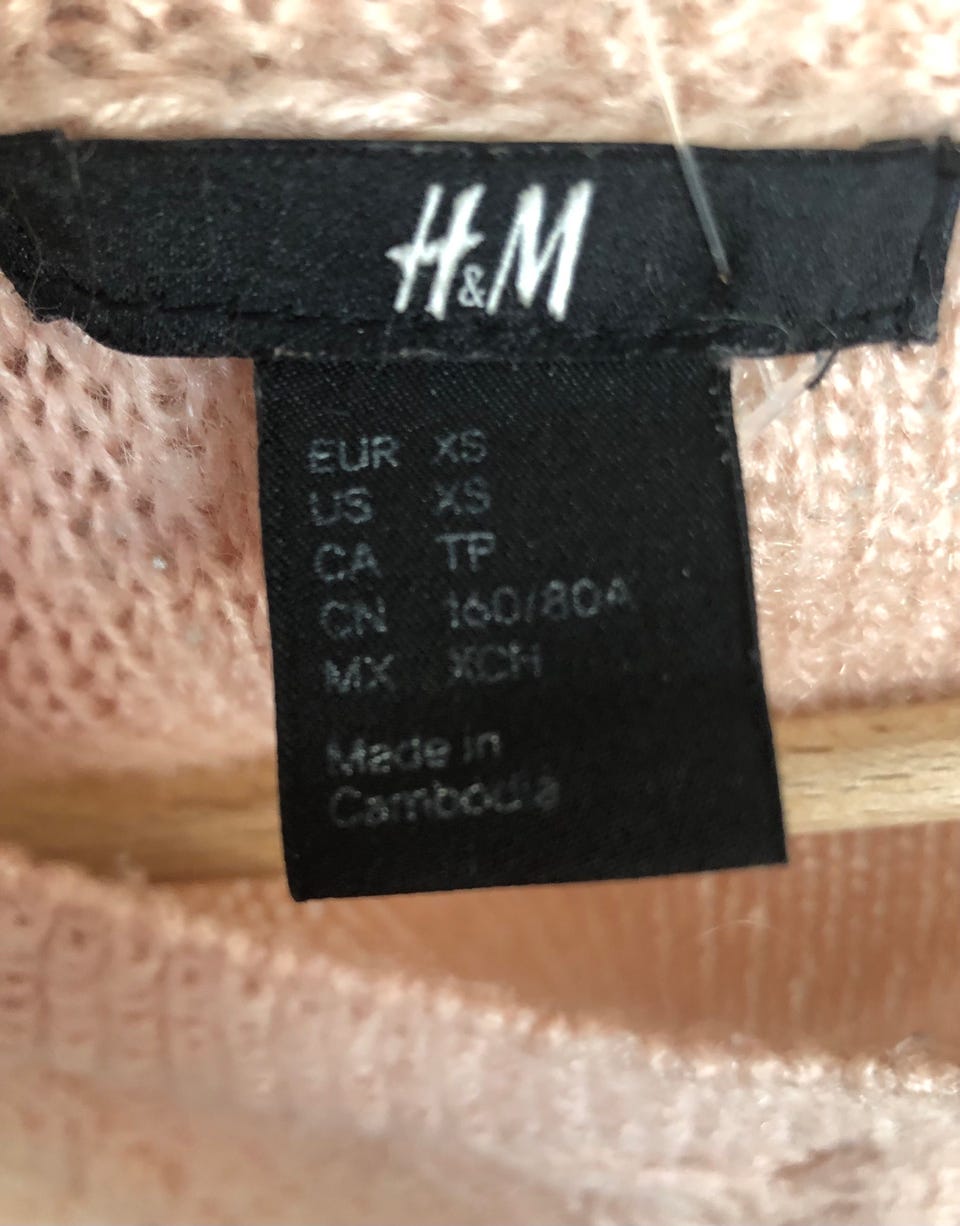 H&M
EUR XS
US XS
CA TP
CN 160/80A
MX XCH
Made in
Cambodia